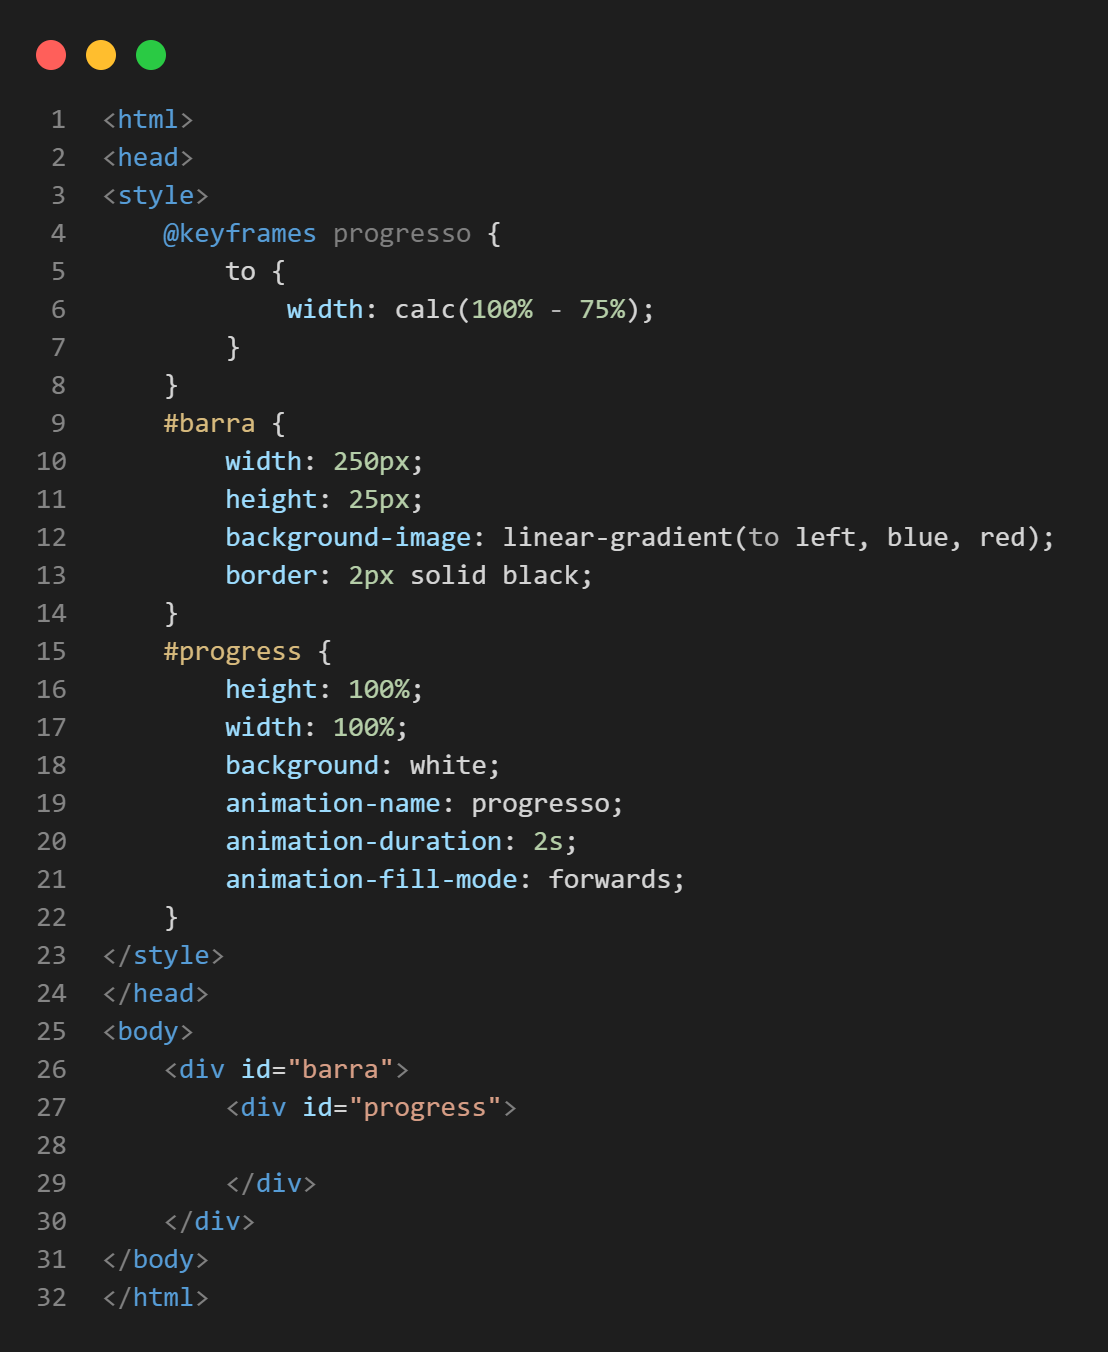 1 <html>
2 <head>
3 <style>
4     @keyframes progresso {
5         to {
6             width: calc(100% - 75%);
7         }
8     }
9     #barra {
10         width: 250px;
11         height: 25px;
12         background-image: linear-gradient(to left, blue, red);
13         border: 2px solid black;
14     }
15     #progress {
16         height: 100%;
17         width: 100%;
18         background: white;
19         animation-name: progresso;
20         animation-duration: 2s;
21         animation-fill-mode: forwards;
22     }
23 </style>
24 </head>
25 <body>
26     <div id="barra">
27         <div id="progress">
28
29         </div>
30     </div>
31 </body>
32 </html>